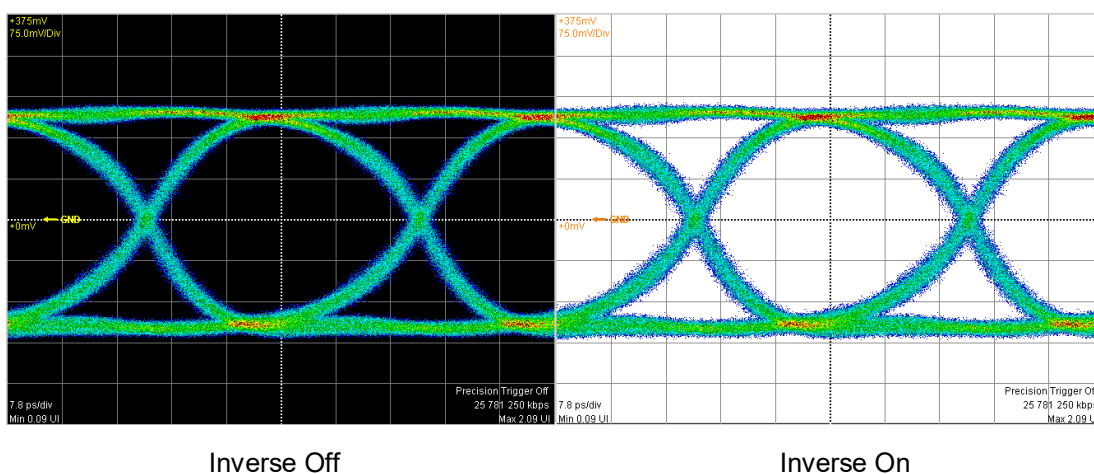 +375mV
75.0mV/Div
GND
+0mV
Precision Trigger Off
7.8 ps/div
25 781 250 kbps
Min 0.09 UI
Max 2.09 UI
+375mV
75.0mV/Div
GND
+0mV
Precision Trigger Off
7.8 ps/div
25 781 250 kbps
Min 0.09 UI
Max 2.09 UI
Inverse Off
Inverse On